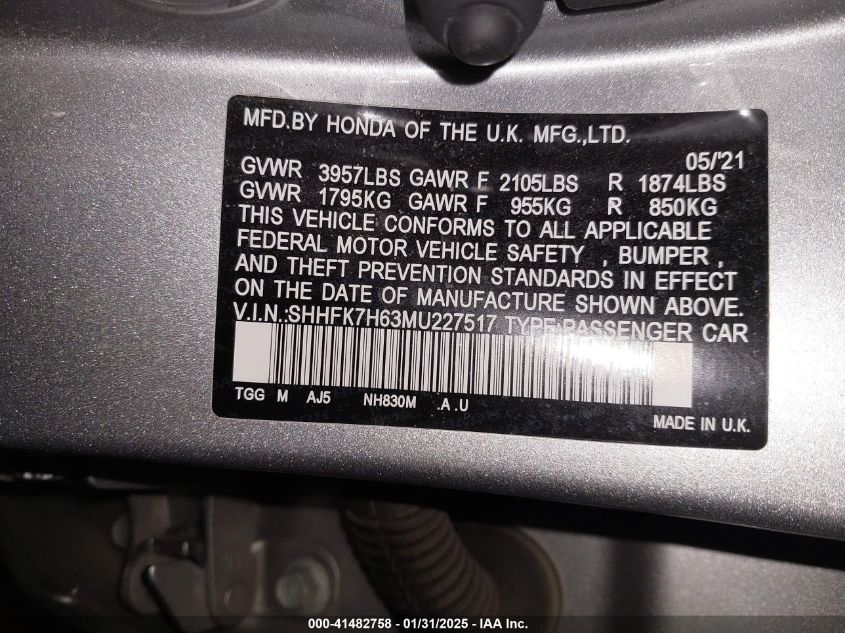 MFD.BY HONDA OF THE U.K. MFG.,LTD.
05/'21
GVWR 3957LBS GAWR F 2105LBS R 1874LBS
GVWR 1795KG GAWR F 955KG R 850KG
THIS VEHICLE CONFORMS TO ALL APPLICABLE
FEDERAL MOTOR VEHICLE SAFETY , BUMPER ,
AND THEFT PREVENTION STANDARDS IN EFFECT
ON THE DATE OF MANUFACTURE SHOWN ABOVE.
V.I.N.:SHHFK7H63MU227517 TYPE:PASSENGER CAR
TGG M AJ5 NH830M .A .U
MADE IN U.K.
000-41482758 - 01/31/2025 - IAA Inc.